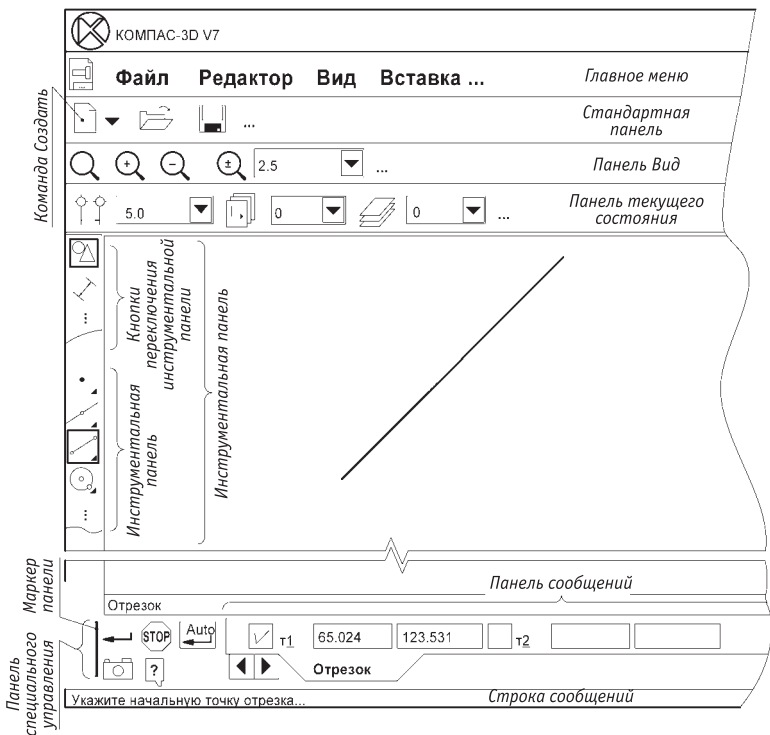 КОМПАС-3D V7
Файл Редактор Вид Вставка ...
Главное меню
Команда Создать
...
Стандартная
панель
±
2.5
...
Панель Вид
5.0
0
0
...
Панель текущего
состояния
Кнопки
переключения
инструментальной
панели
Инструментальная панель
...
Инструментальная
панель
...
Маркер
панели
Панель сообщений
Отрезок
Панель
специального
управления
STOP
Auto
т1
65.024
123.531
т2
?
Отрезок
Укажите начальную точку отрезка...
Строка сообщений